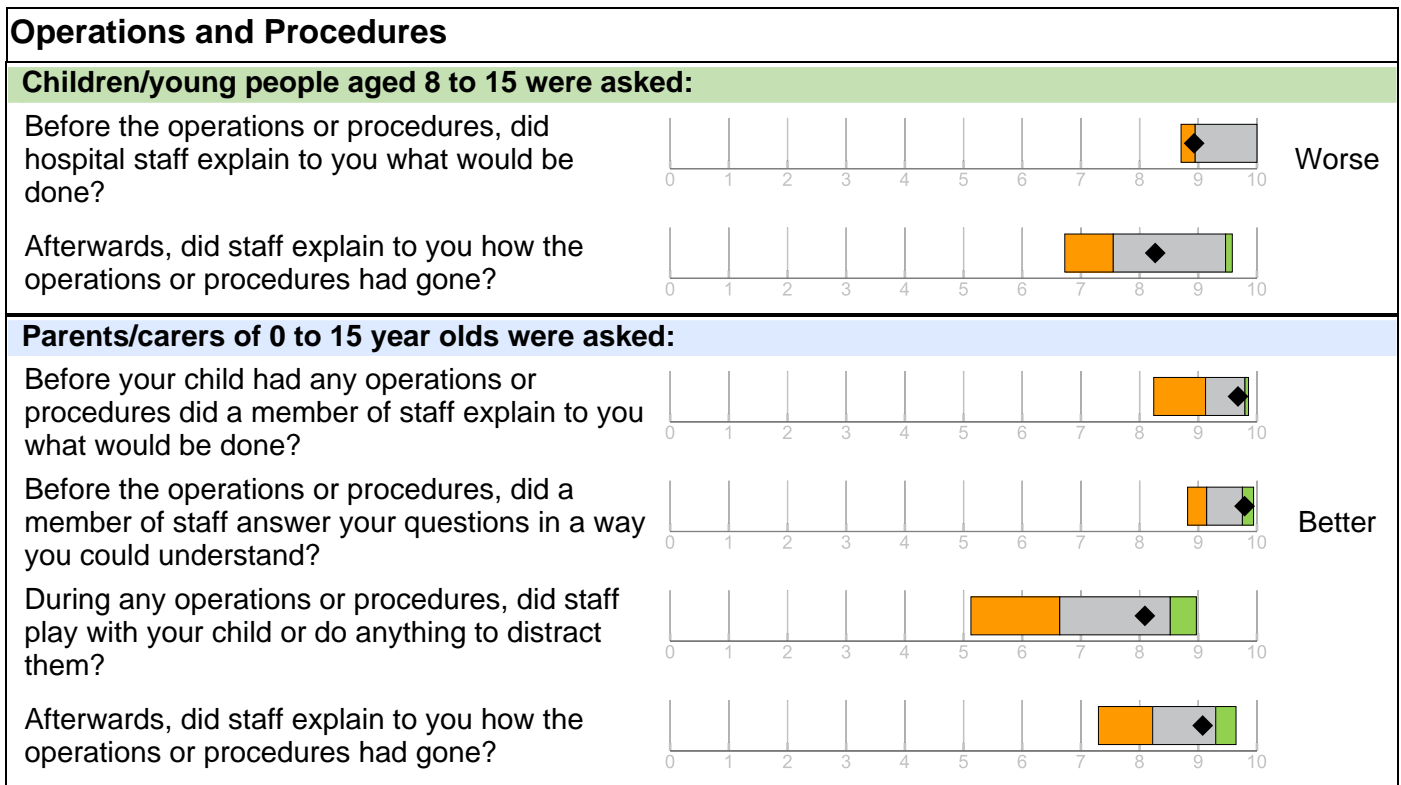 Operations and Procedures
Children/young people aged 8 to 15 were asked:
Before the operations or procedures, did
hospital staff explain to you what would be
done?
0 1 2 3 4 5 6 7 8 9 10
Worse
Afterwards, did staff explain to you how the
operations or procedures had gone?
0 1 2 3 4 5 6 7 8 9 10
Parents/carers of 0 to 15 year olds were asked:
Before your child had any operations or
procedures did a member of staff explain to you
what would be done?
0 1 2 3 4 5 6 7 8 9 10
Before the operations or procedures, did a
member of staff answer your questions in a way
you could understand?
0 1 2 3 4 5 6 7 8 9 10
Better
During any operations or procedures, did staff
play with your child or do anything to distract
them?
0 1 2 3 4 5 6 7 8 9 10
Afterwards, did staff explain to you how the
operations or procedures had gone?
0 1 2 3 4 5 6 7 8 9 10